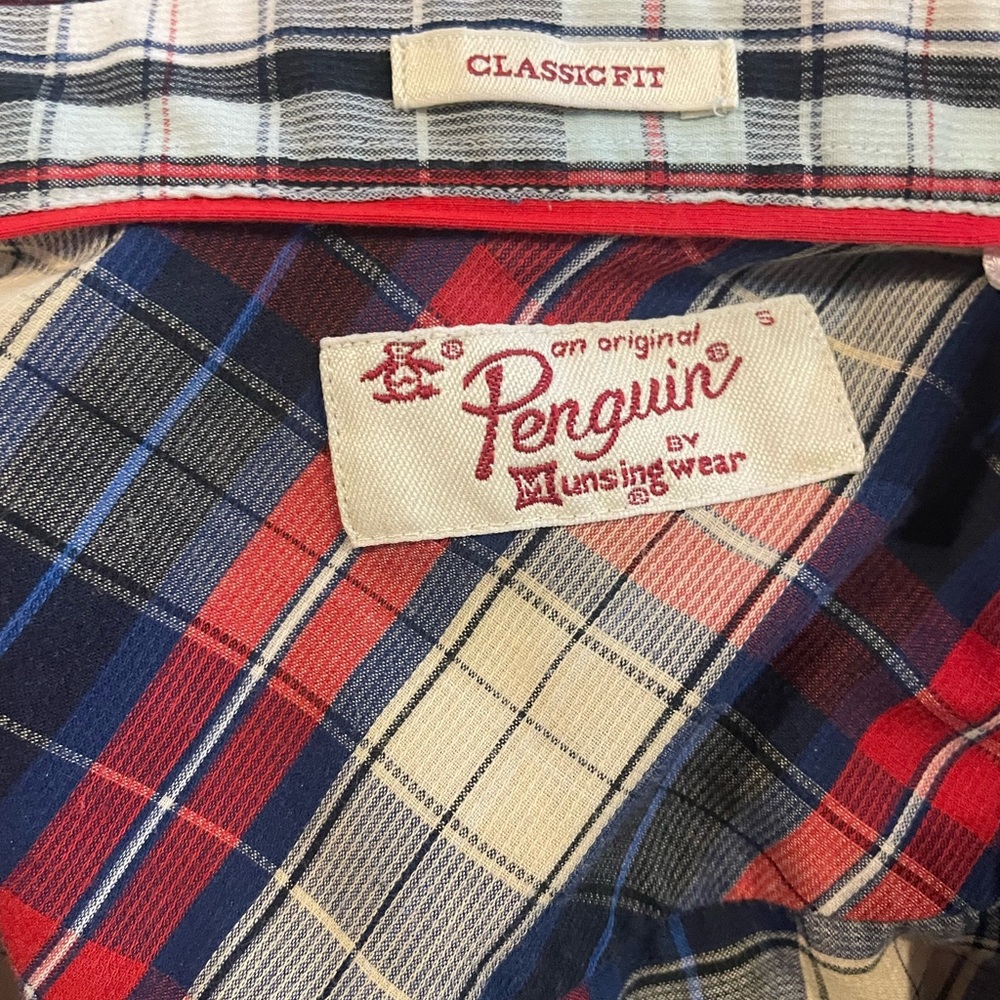 CLASSIC FIT
S
® an original
Penguin®
BY
Munsingwear
®